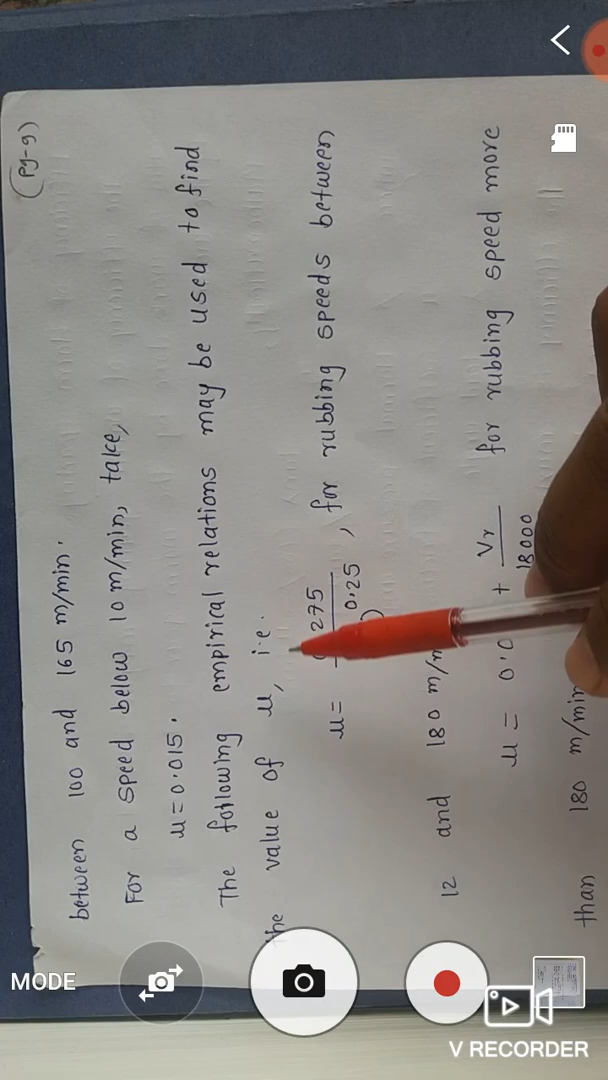 (Pg-9)
between 100 and 165 m/min.
For a speed below 10 m/min, take,
μ = 0.015.
The following empirical relations may be used to find
the value of μ, i.e.
μ = 275 / 0.25 , for rubbing speeds between
12 and 180 m/m
μ = 0.0 + Vr / 18000 for rubbing speed more
than 180 m/min
MODE
V RECORDER